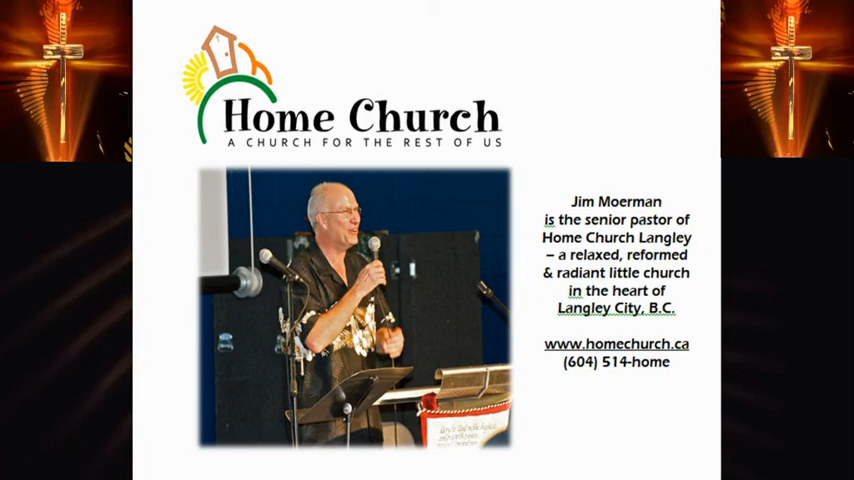 Home Church
A CHURCH FOR THE REST OF US
Jim Moerman
is the senior pastor of
Home Church Langley
– a relaxed, reformed
& radiant little church
in the heart of
Langley City, B.C.
www.homechurch.ca
(604) 514-home